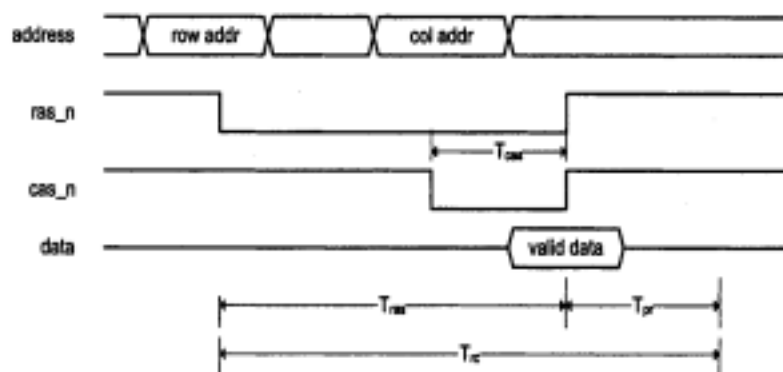 address row addr col addr
ras_n
T_cas
cas_n
data valid data
T_ras T_pr
T_rc